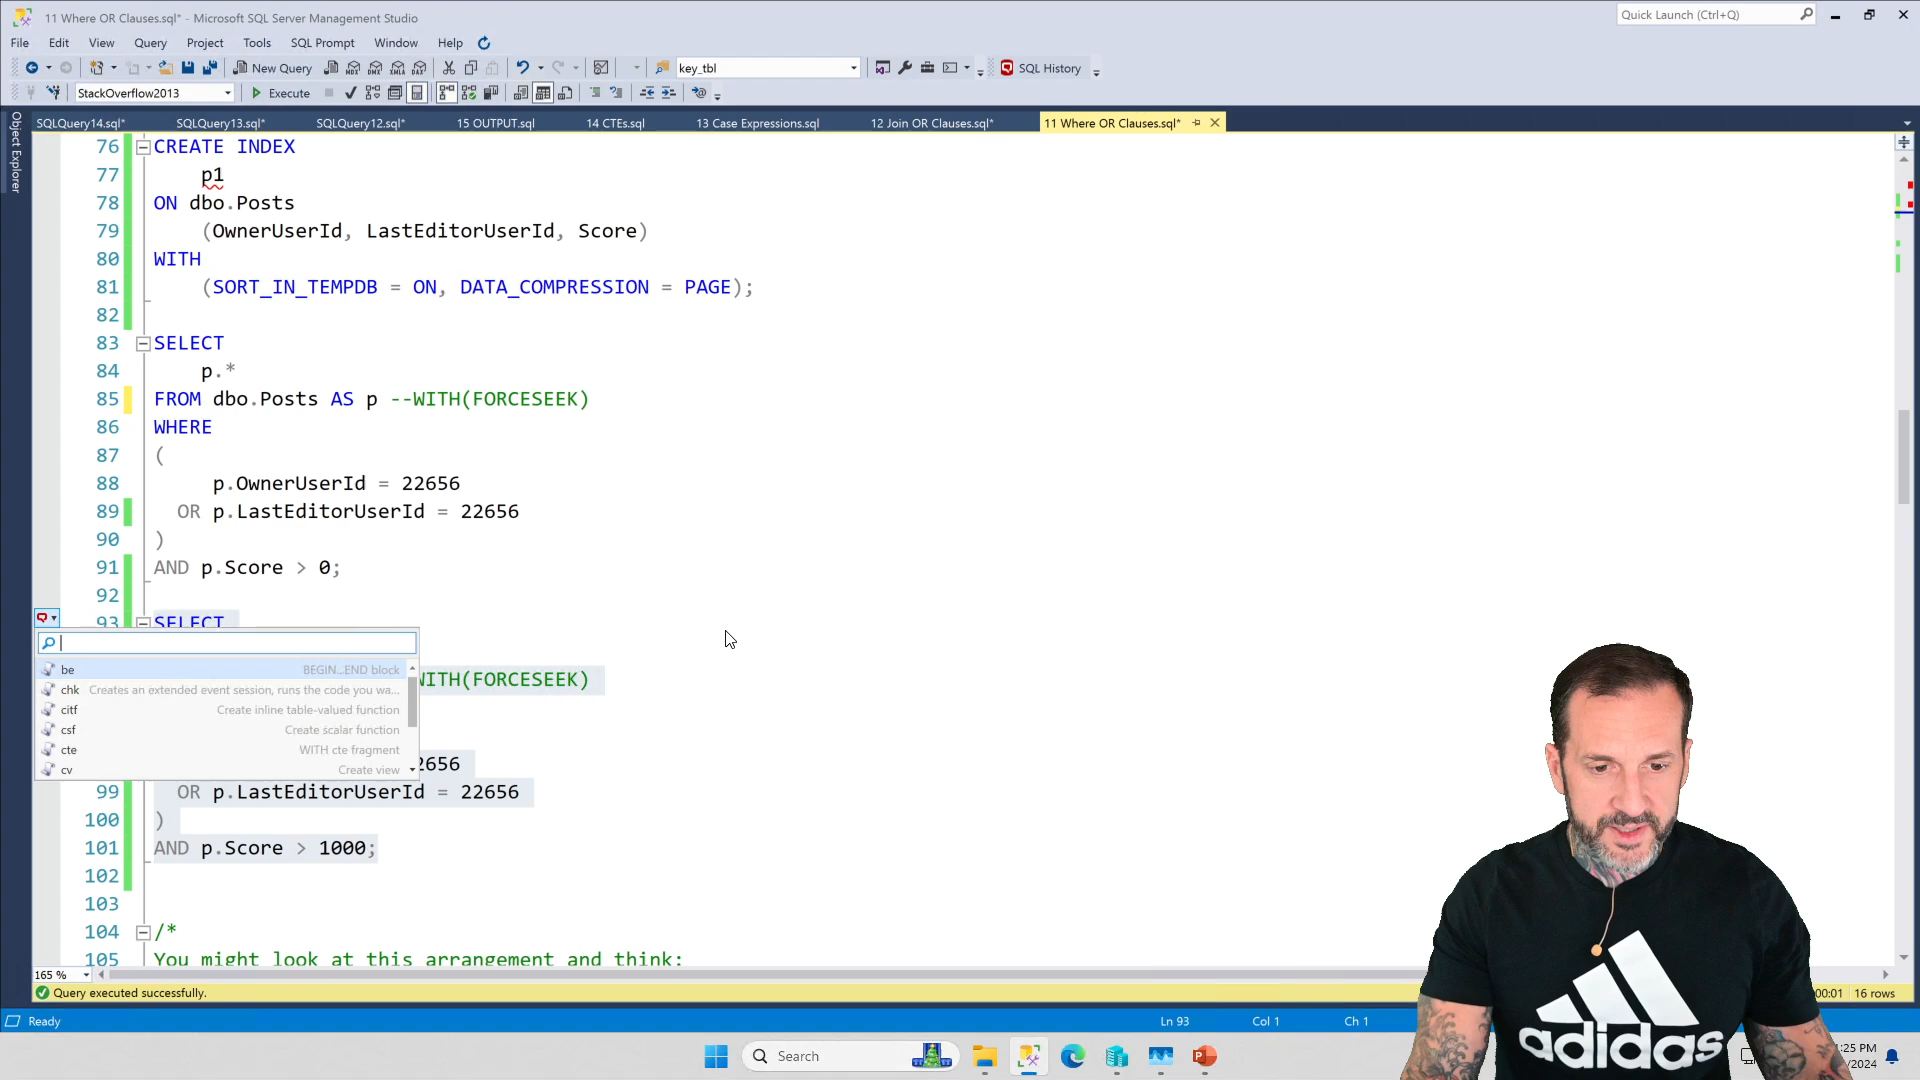 11 Where OR Clauses.sql* - Microsoft SQL Server Management Studio
Quick Launch (Ctrl+Q)
File Edit View Query Project Tools SQL Prompt Window Help
New Query MDX DMX XMLA DAX key_tbl SQL History
StackOverflow2013 Execute
SQLQuery14.sql* SQLQuery13.sql* SQLQuery12.sql* 15 OUTPUT.sql 14 CTEs.sql 13 Case Expressions.sql 12 Join OR Clauses.sql* 11 Where OR Clauses.sql*
Object Explorer
76 CREATE INDEX
77 p1
78 ON dbo.Posts
79 (OwnerUserId, LastEditorUserId, Score)
80 WITH
81 (SORT_IN_TEMPDB = ON, DATA_COMPRESSION = PAGE);
82
83 SELECT
84 p.*
85 FROM dbo.Posts AS p --WITH(FORCESEEK)
86 WHERE
87 (
88 p.OwnerUserId = 22656
89 OR p.LastEditorUserId = 22656
90 )
91 AND p.Score > 0;
92
93 SELECT
be BEGIN...END block
chk Creates an extended event session, runs the code you wa...
WITH(FORCESEEK)
citf Create inline table-valued function
csf Create scalar function
cte WITH cte fragment
cv Create view
2656
99 OR p.LastEditorUserId = 22656
100 )
101 AND p.Score > 1000;
102
103
104 /*
105 You might look at this arrangement and think:
165 %
Query executed successfully. 00:01 16 rows
Ready Ln 93 Col 1 Ch 1
Search
:25 PM
/2024
adidas